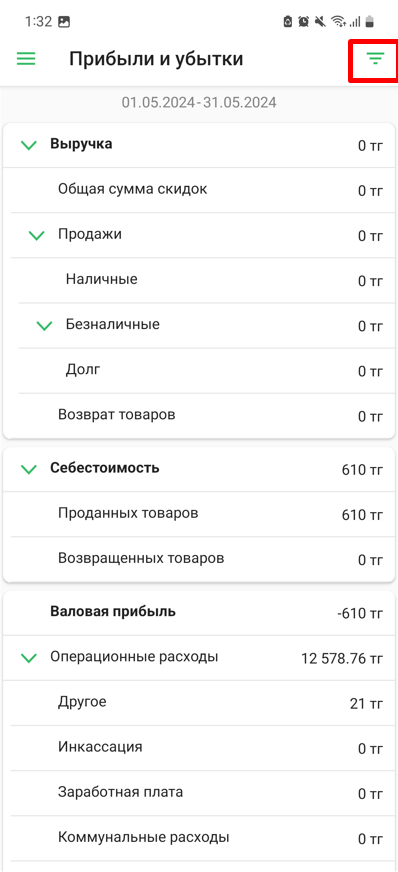 1:32
Прибыли и убытки
01.05.2024-31.05.2024
Выручка 0 тг
Общая сумма скидок 0 тг
Продажи 0 тг
Наличные 0 тг
Безналичные 0 тг
Долг 0 тг
Возврат товаров 0 тг
Себестоимость 610 тг
Проданных товаров 610 тг
Возвращенных товаров 0 тг
Валовая прибыль -610 тг
Операционные расходы 12 578.76 тг
Другое 21 тг
Инкассация 0 тг
Заработная плата 0 тг
Коммунальные расходы 0 тг